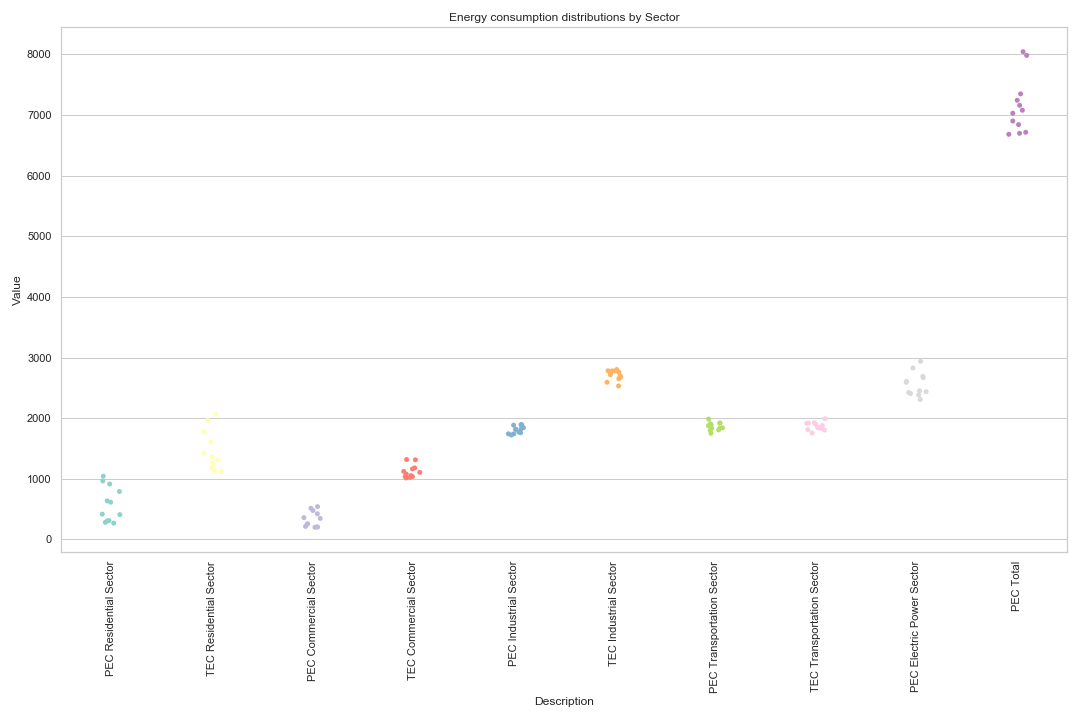 Energy consumption distributions by Sector
Value
8000
7000
6000
5000
4000
3000
2000
1000
0
PEC Residential Sector
TEC Residential Sector
PEC Commercial Sector
TEC Commercial Sector
PEC Industrial Sector
TEC Industrial Sector
PEC Transportation Sector
TEC Transportation Sector
PEC Electric Power Sector
PEC Total
Description